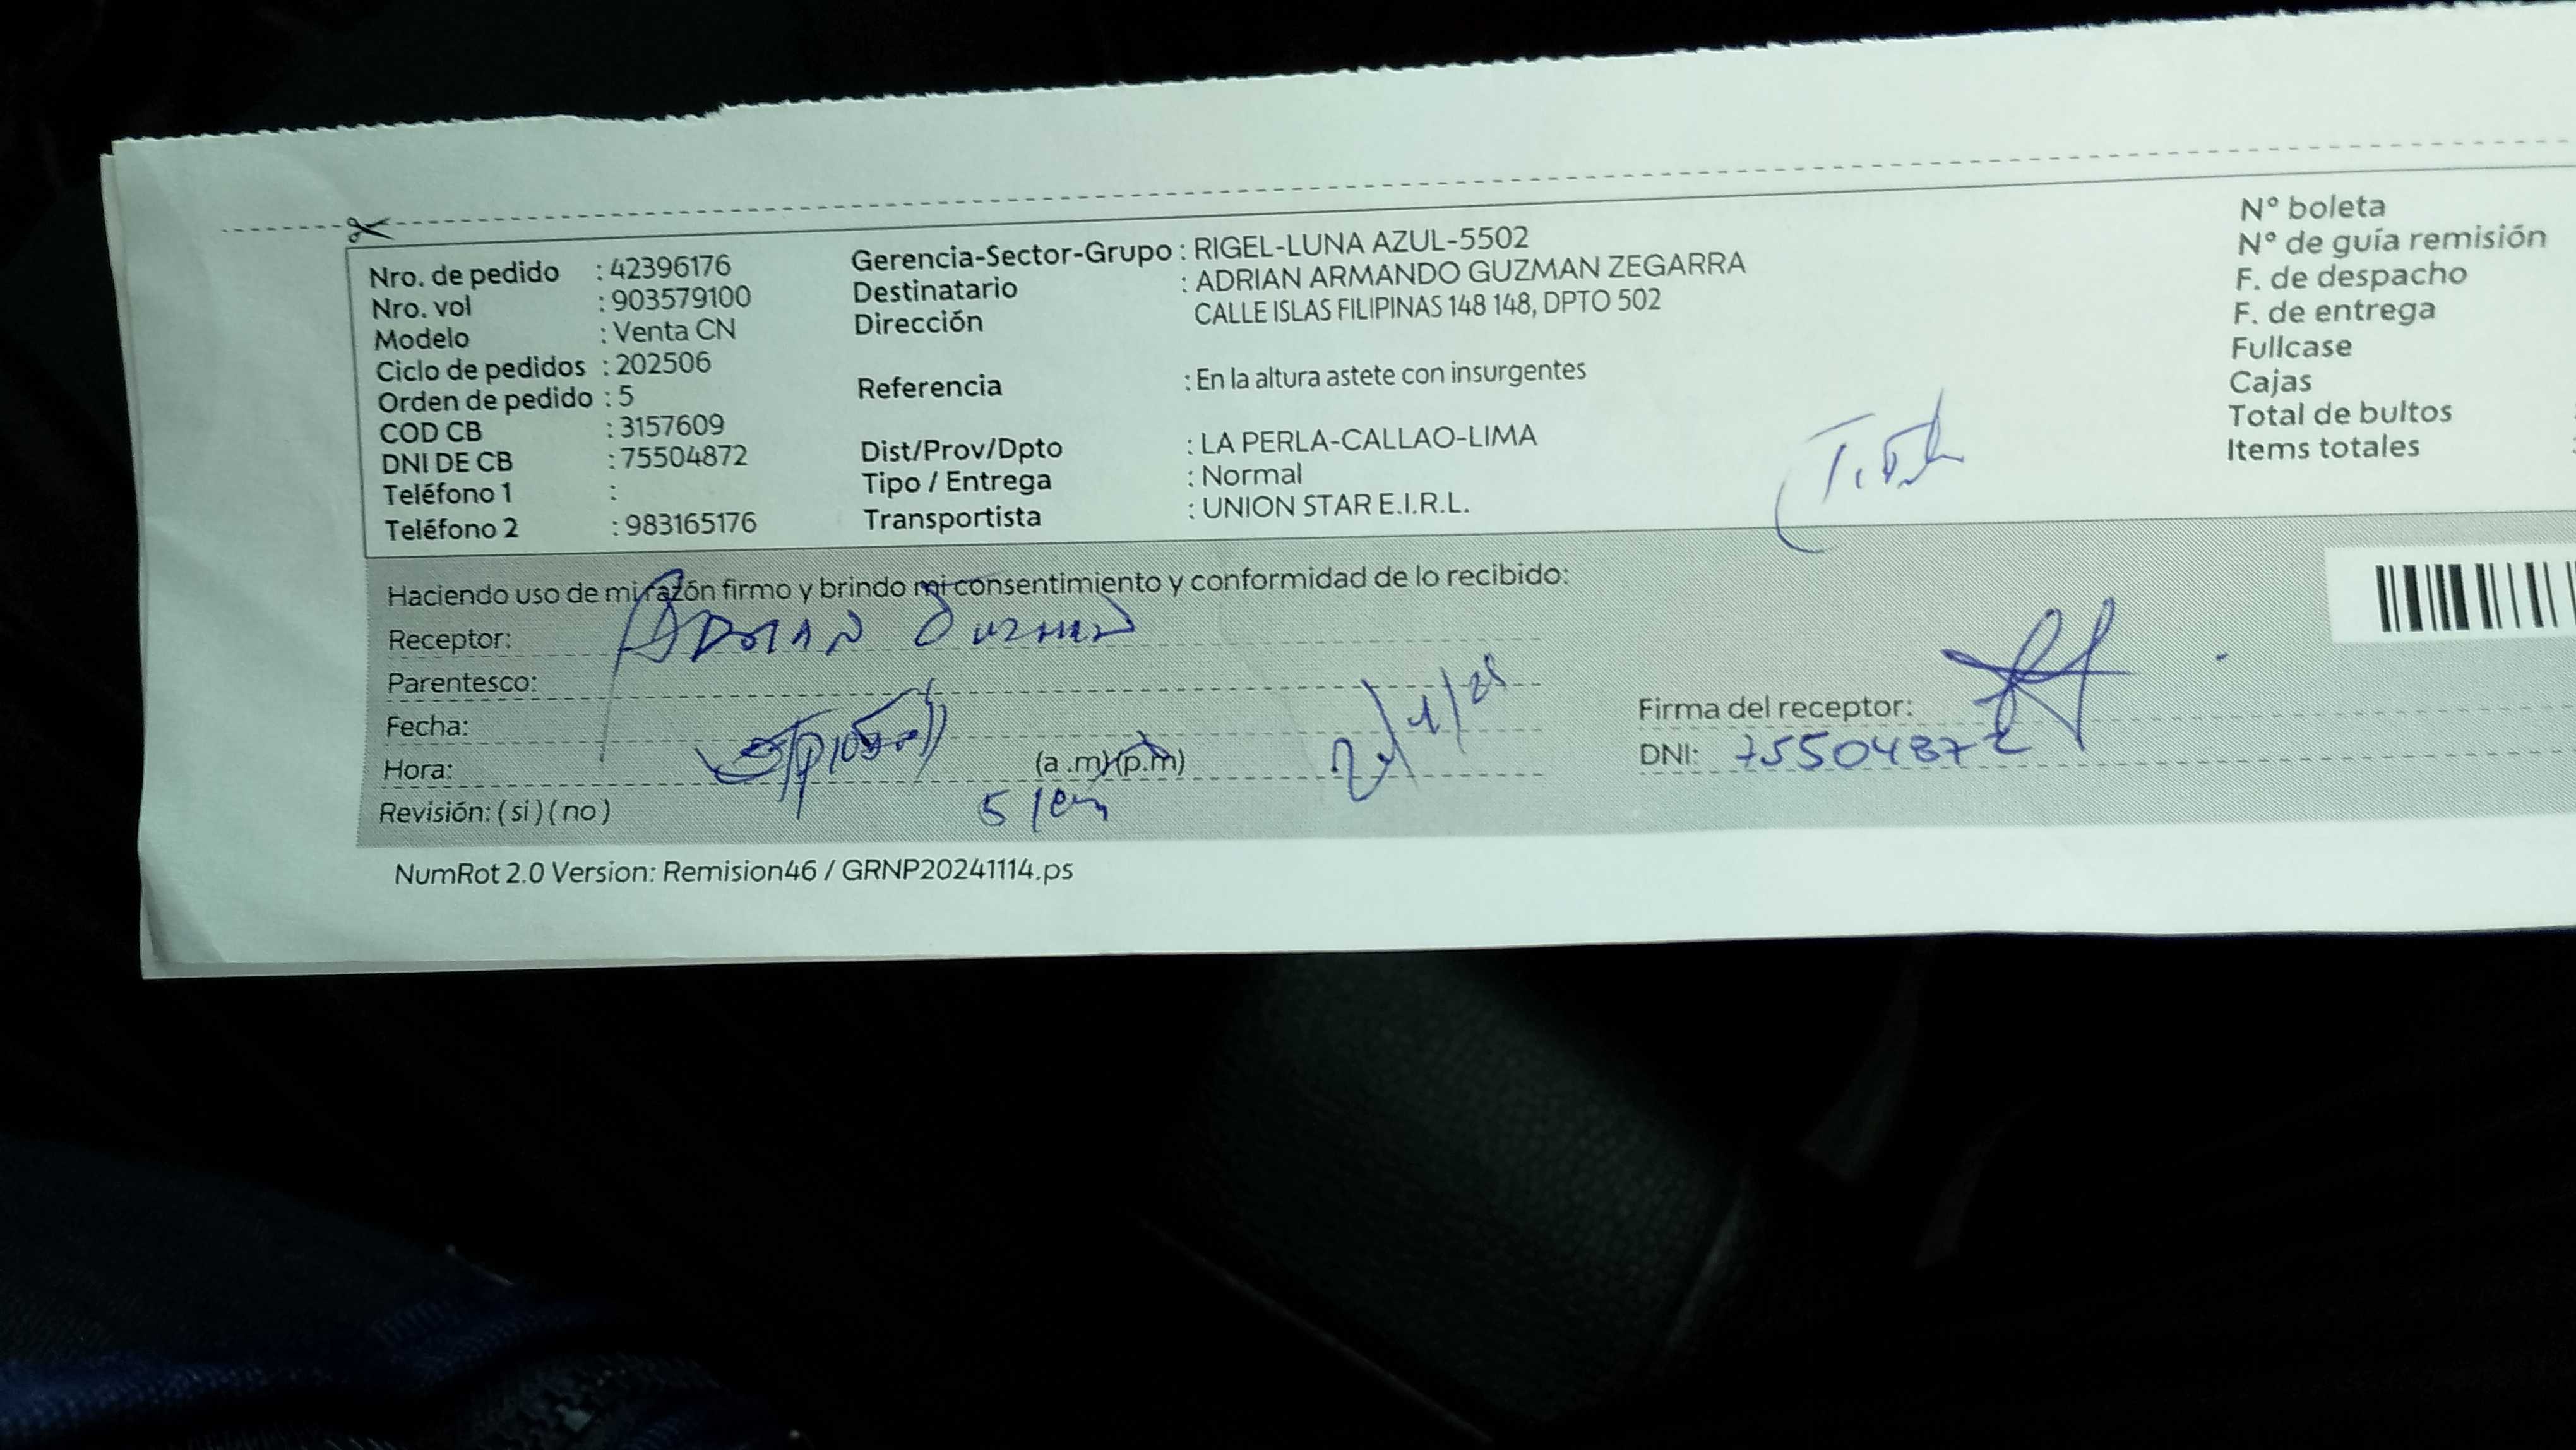 Nro. de pedido : 42396176
Nro. vol : 903579100
Modelo : Venta CN
Ciclo de pedidos : 202506
Orden de pedido : 5
COD CB : 3157609
DNI DE CB : 75504872
Teléfono 1 :
Teléfono 2 : 983165176
Gerencia-Sector-Grupo : RIGEL-LUNA AZUL-5502
Destinatario : ADRIAN ARMANDO GUZMAN ZEGARRA
Dirección CALLE ISLAS FILIPINAS 148 148, DPTO 502
Referencia : En la altura astete con insurgentes
Dist/Prov/Dpto : LA PERLA-CALLAO-LIMA
Tipo / Entrega : Normal
Transportista : UNION STAR E.I.R.L.
N° boleta
N° de guía remisión
F. de despacho
F. de entrega
Fullcase
Cajas
Total de bultos
Items totales
Haciendo uso de mi razón firmo y brindo mi consentimiento y conformidad de lo recibido:
Receptor: ADRIAN GUZMAN
Parentesco:
Fecha:
Hora: (a.m)(p.m)
Revisión: (si) (no)
Firma del receptor:
DNI: 75504872
NumRot 2.0 Version: Remision46 / GRNP20241114.ps